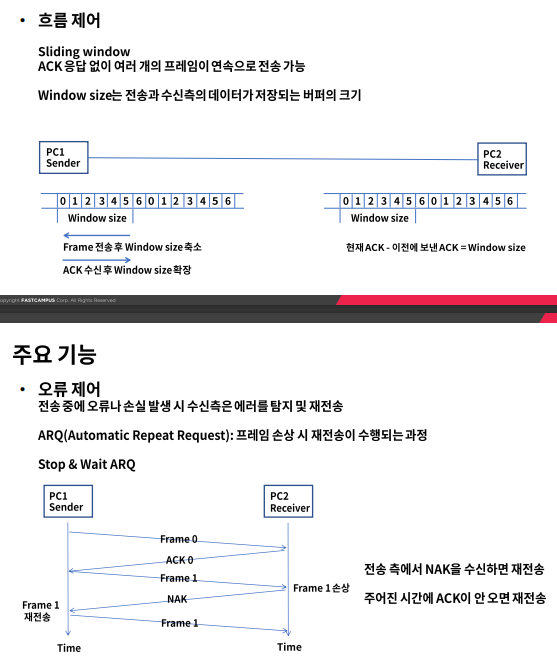 • 흐름 제어
Sliding window
ACK 응답 없이 여러 개의 프레임이 연속으로 전송 가능
Window size는 전송과 수신측의 데이터가 저장되는 버퍼의 크기
PC1
Sender
PC2
Receiver
0 1 2 3 4 5 6 0 1 2 3 4 5 6
0 1 2 3 4 5 6 0 1 2 3 4 5 6
Window size
Window size
Frame 전송 후 Window size 축소
현재 ACK - 이전에 보낸 ACK = Window size
ACK 수신 후 Window size 확장
opyright FASTCAMPUS Corp. All Rights Reserved
주요 기능
• 오류 제어
전송 중에 오류나 손실 발생 시 수신측은 에러를 탐지 및 재전송
ARQ(Automatic Repeat Request): 프레임 손상 시 재전송이 수행되는 과정
Stop & Wait ARQ
PC1
Sender
PC2
Receiver
Frame 0
ACK 0
Frame 1
Frame 1 손상
NAK
Frame 1
재전송
Frame 1
Time
Time
전송 측에서 NAK을 수신하면 재전송
주어진 시간에 ACK이 안 오면 재전송